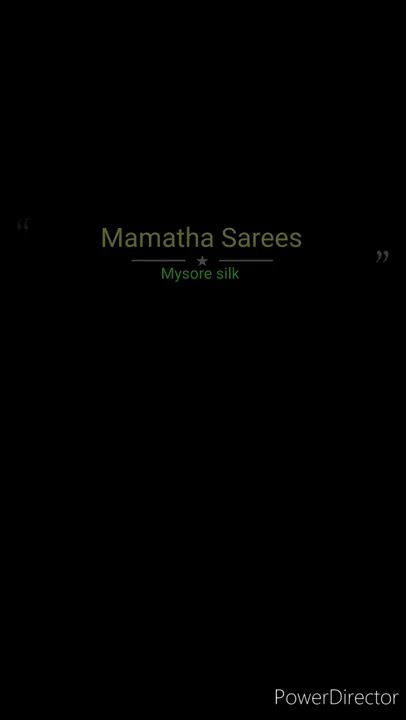 “
Mamatha Sarees
★
Mysore silk
”
PowerDirector